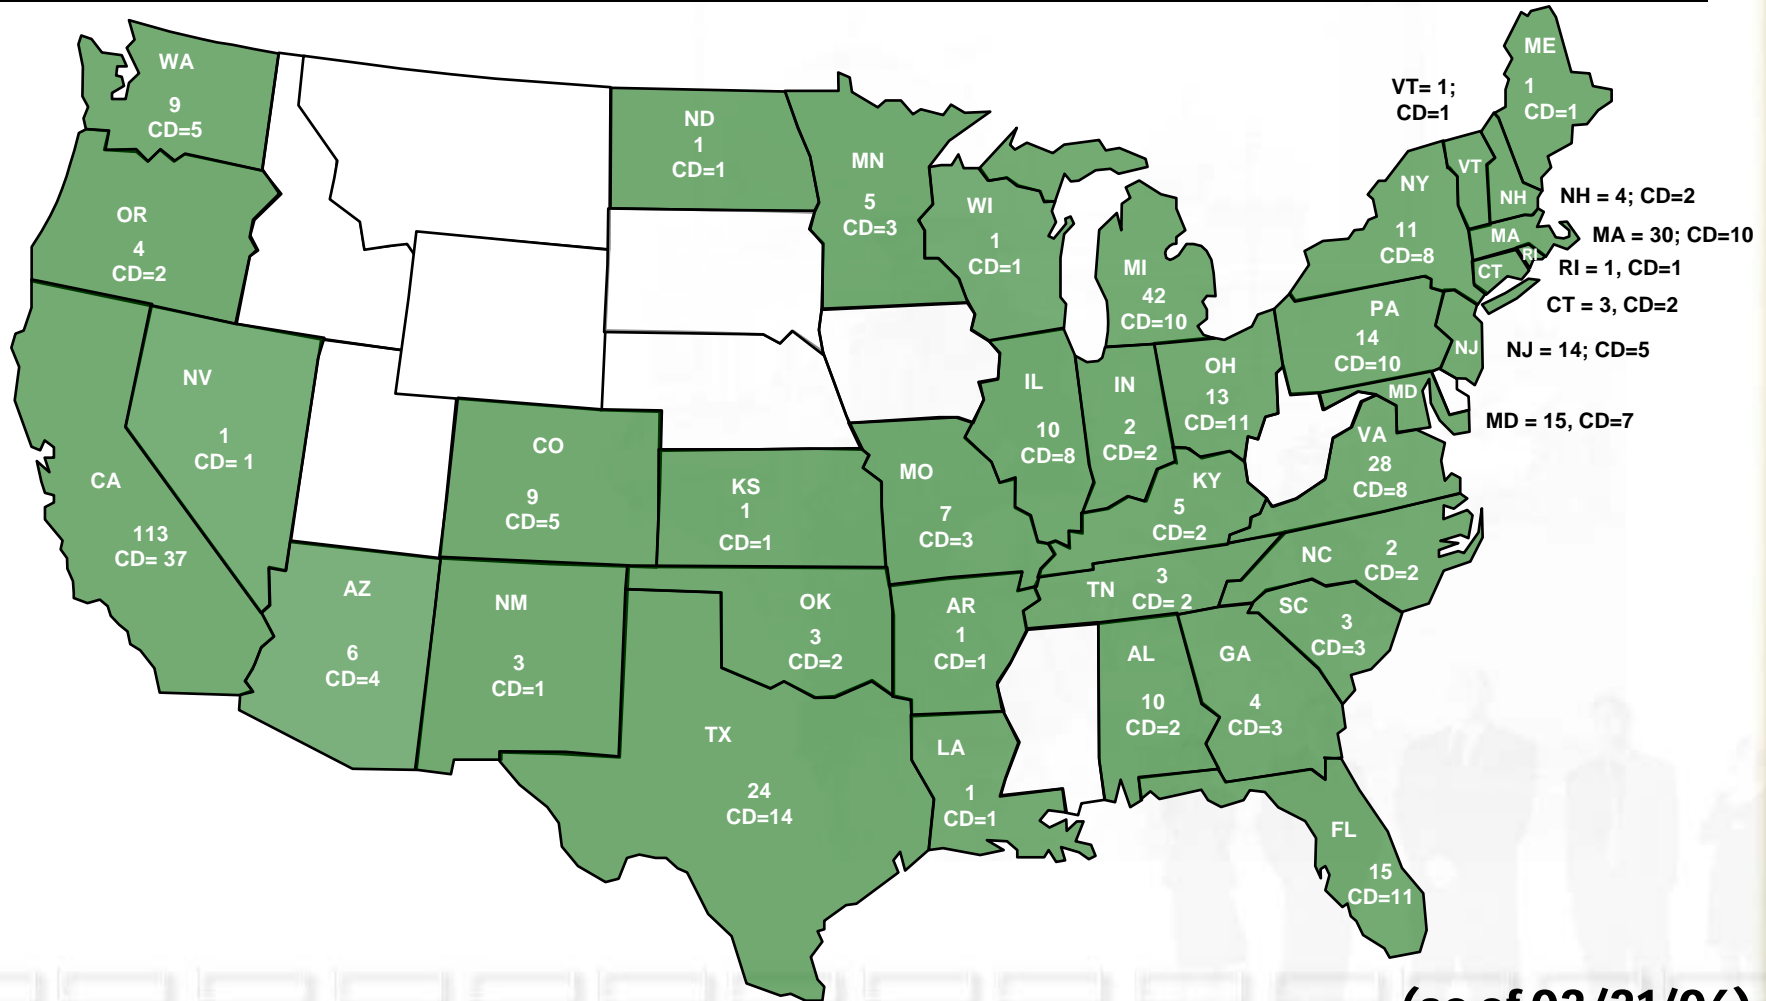 WA
9
CD=5
OR
4
CD=2
CA
113
CD= 37
NV
1
CD= 1
AZ
6
CD=4
NM
3
CD=1
CO
9
CD=5
ND
1
CD=1
KS
1
CD=1
OK
3
CD=2
TX
24
CD=14
MN
5
CD=3
MO
7
CD=3
AR
1
CD=1
LA
1
CD=1
WI
1
CD=1
IL
10
CD=8
MI
42
CD=10
IN
2
CD=2
OH
13
CD=11
KY
5
CD=2
TN
3
CD= 2
AL
10
CD=2
GA
4
CD=3
FL
15
CD=11
SC
3
CD=3
NC
2
CD=2
VA
28
CD=8
MD
PA
14
CD=10
NJ
NY
11
CD=8
VT
NH
MA
RI
CT
ME
1
CD=1
VT= 1;
CD=1
NH = 4; CD=2
MA = 30; CD=10
RI = 1, CD=1
CT = 3, CD=2
NJ = 14; CD=5
MD = 15, CD=7
(as of 03/31/06)